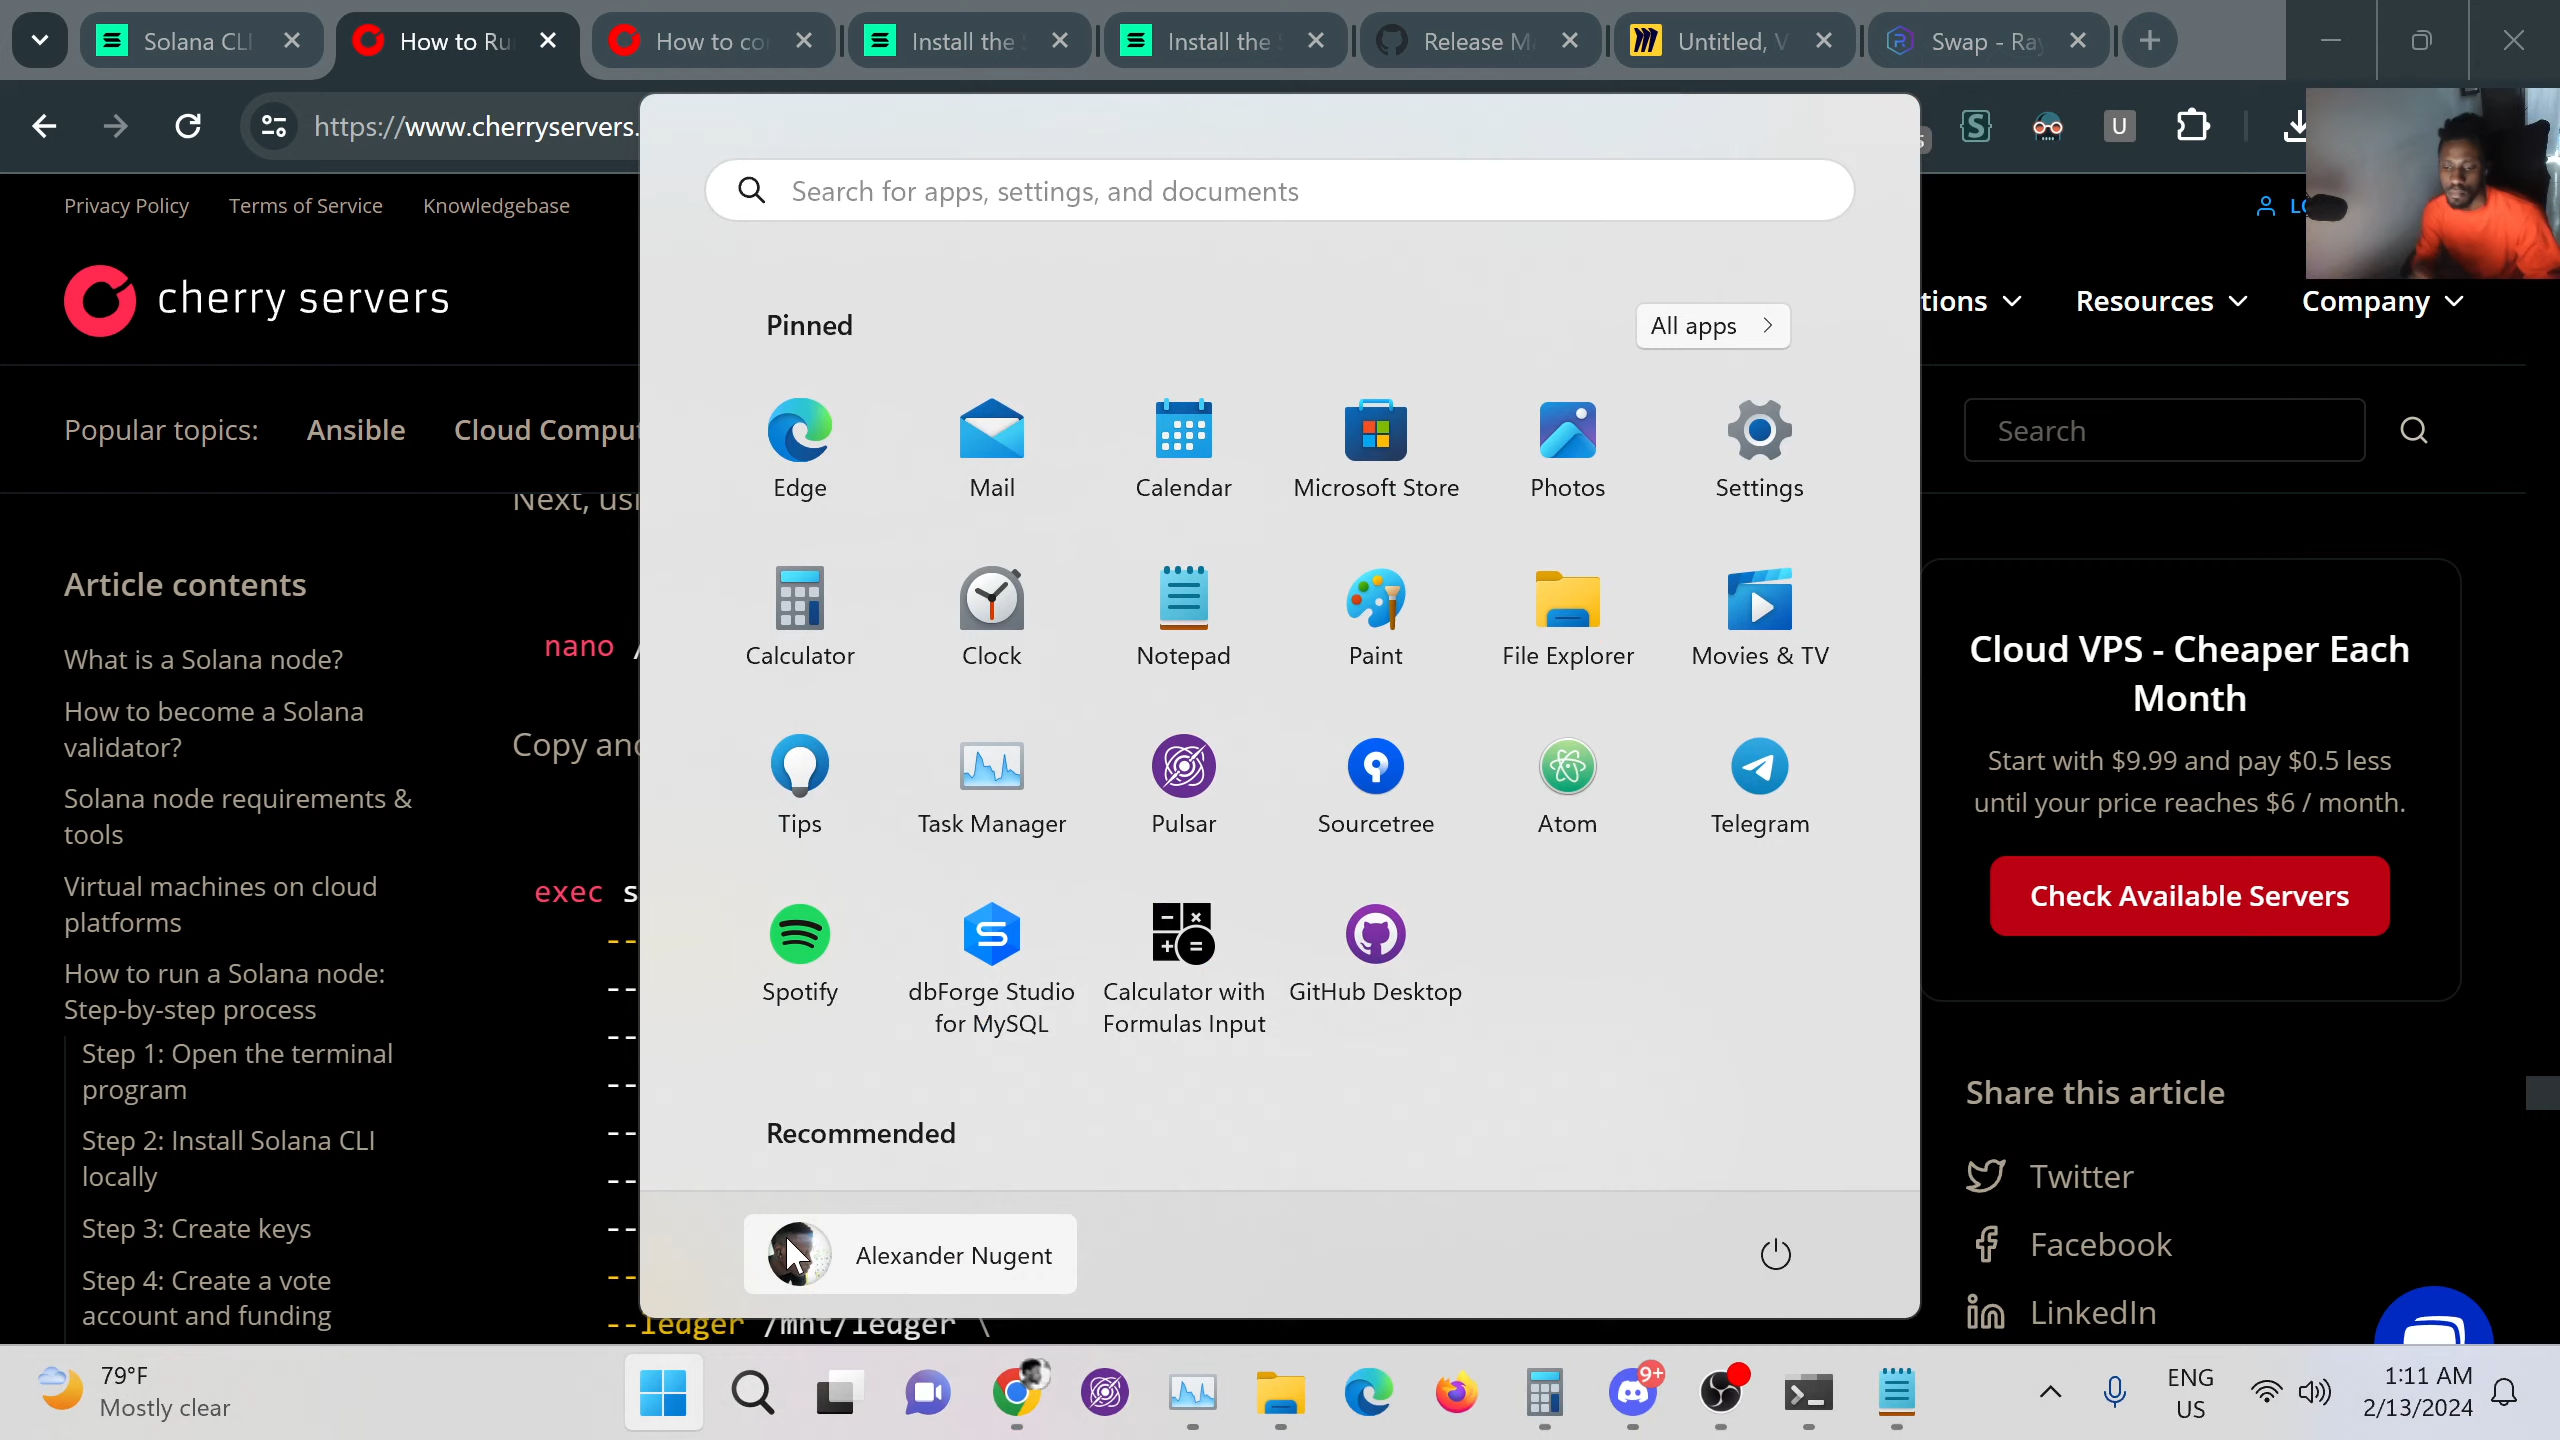 Solana CLI
How to Ru
How to co
Install the
Install the
Release M
Untitled, V
Swap - Ray
https://www.cherryservers.
S
U
Privacy Policy
Terms of Service
Knowledgebase
cherry servers
Resources
Company
Popular topics:
Ansible
Cloud Comput
Search
Next, usi
Article contents
What is a Solana node?
How to become a Solana
validator?
Solana node requirements &
tools
Virtual machines on cloud
platforms
How to run a Solana node:
Step-by-step process
Step 1: Open the terminal
program
Step 2: Install Solana CLI
locally
Step 3: Create keys
Step 4: Create a vote
account and funding
nano /
Copy and
exec s
--
--
--
--
--
--
--
--
--ledger /mnt/ledger \
Search for apps, settings, and documents
Pinned
All apps
Edge
Mail
Calendar
Microsoft Store
Photos
Settings
Calculator
Clock
Notepad
Paint
File Explorer
Movies & TV
Tips
Task Manager
Pulsar
Sourcetree
Atom
Telegram
Spotify
dbForge Studio
for MySQL
Calculator with
Formulas Input
GitHub Desktop
Recommended
Alexander Nugent
Cloud VPS - Cheaper Each
Month
Start with $9.99 and pay $0.5 less
until your price reaches $6 / month.
Check Available Servers
Share this article
Twitter
Facebook
LinkedIn
79°F
Mostly clear
9+
ENG
US
1:11 AM
2/13/2024